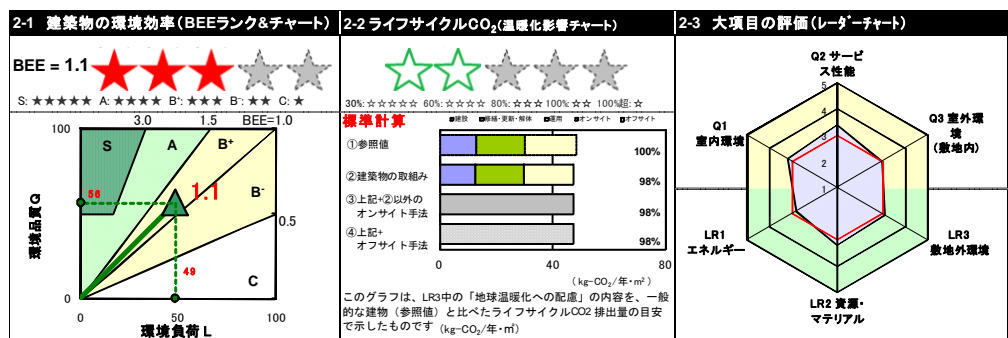 2-1 建築物の環境効率(BEEランク&チャート)
BEE = 1.1
S: ★★★★★ A: ★★★★ B⁺: ★★★ B⁻: ★★ C: ★
3.0 1.5 BEE=1.0
100
S
A
B⁺
B⁻
0.5
C
56
1.1
49
環境品質Q
0
0 50 100
環境負荷 L
2-2 ライフサイクルCO₂(温暖化影響チャート)
30%: ☆☆☆☆☆ 60%: ☆☆☆☆ 80%: ☆☆☆ 100%: ☆☆ 100%超: ☆
標準計算
■建設 ■修繕・更新・解体 □運用 ■オンサイト □オフサイト
①参照値 100%
②建築物の取組み 98%
③上記+②以外の
オンサイト手法 98%
④上記+
オフサイト手法 98%
0 40 80
(kg-CO₂/年・m²)
このグラフは、LR3中の「地球温暖化への配慮」の内容を、一般
的な建物(参照値)と比べたライフサイクルCO2 排出量の目安
で示したものです (kg-CO₂/年・㎡)
2-3 大項目の評価(レーダーチャート)
Q2 サービ
ス性能
Q1
室内環境
Q3 室外環
境
(敷地内)
5
4
3
2
1
LR1
エネルギー
LR3
敷地外環境
LR2 資源・
マテリアル